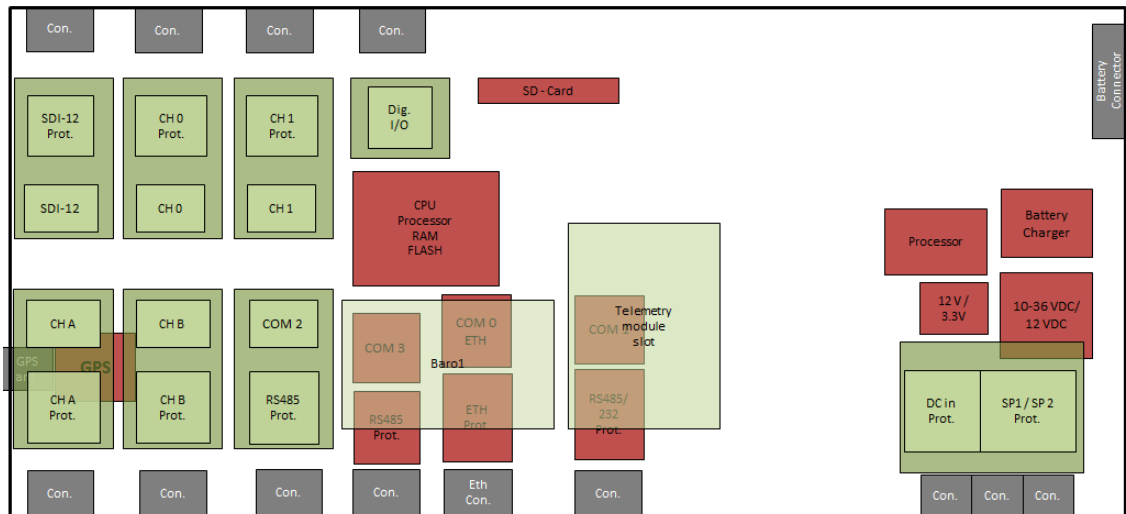 Con.
Con.
Con.
Con.
Battery
Connector
SDI-12
Prot.
CH 0
Prot.
CH 1
Prot.
Dig.
I/O
SD - Card
SDI-12
CH 0
CH 1
CPU
Processor
RAM
FLASH
Processor
Battery
Charger
CH A
CH B
COM 2
COM 3
COM 0
ETH
Baro1
COM 1
Telemetry
module
slot
12 V /
3.3V
10-36 VDC/
12 VDC
GPS
GPS
CH A
Prot.
CH B
Prot.
RS485
Prot.
RS485
Prot.
ETH
Prot.
RS485/
232
Prot.
DC in
Prot.
SP1 / SP 2
Prot.
Con.
Con.
Con.
Con.
Eth
Con.
Con.
Con.
Con.
Con.